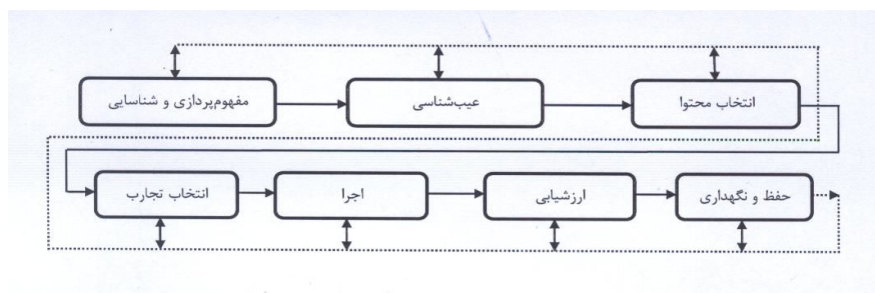 مفهوم‌پردازی و شناسایی
عیب‌شناسی
انتخاب محتوا
انتخاب تجارب
اجرا
ارزشیابی
حفظ و نگهداری